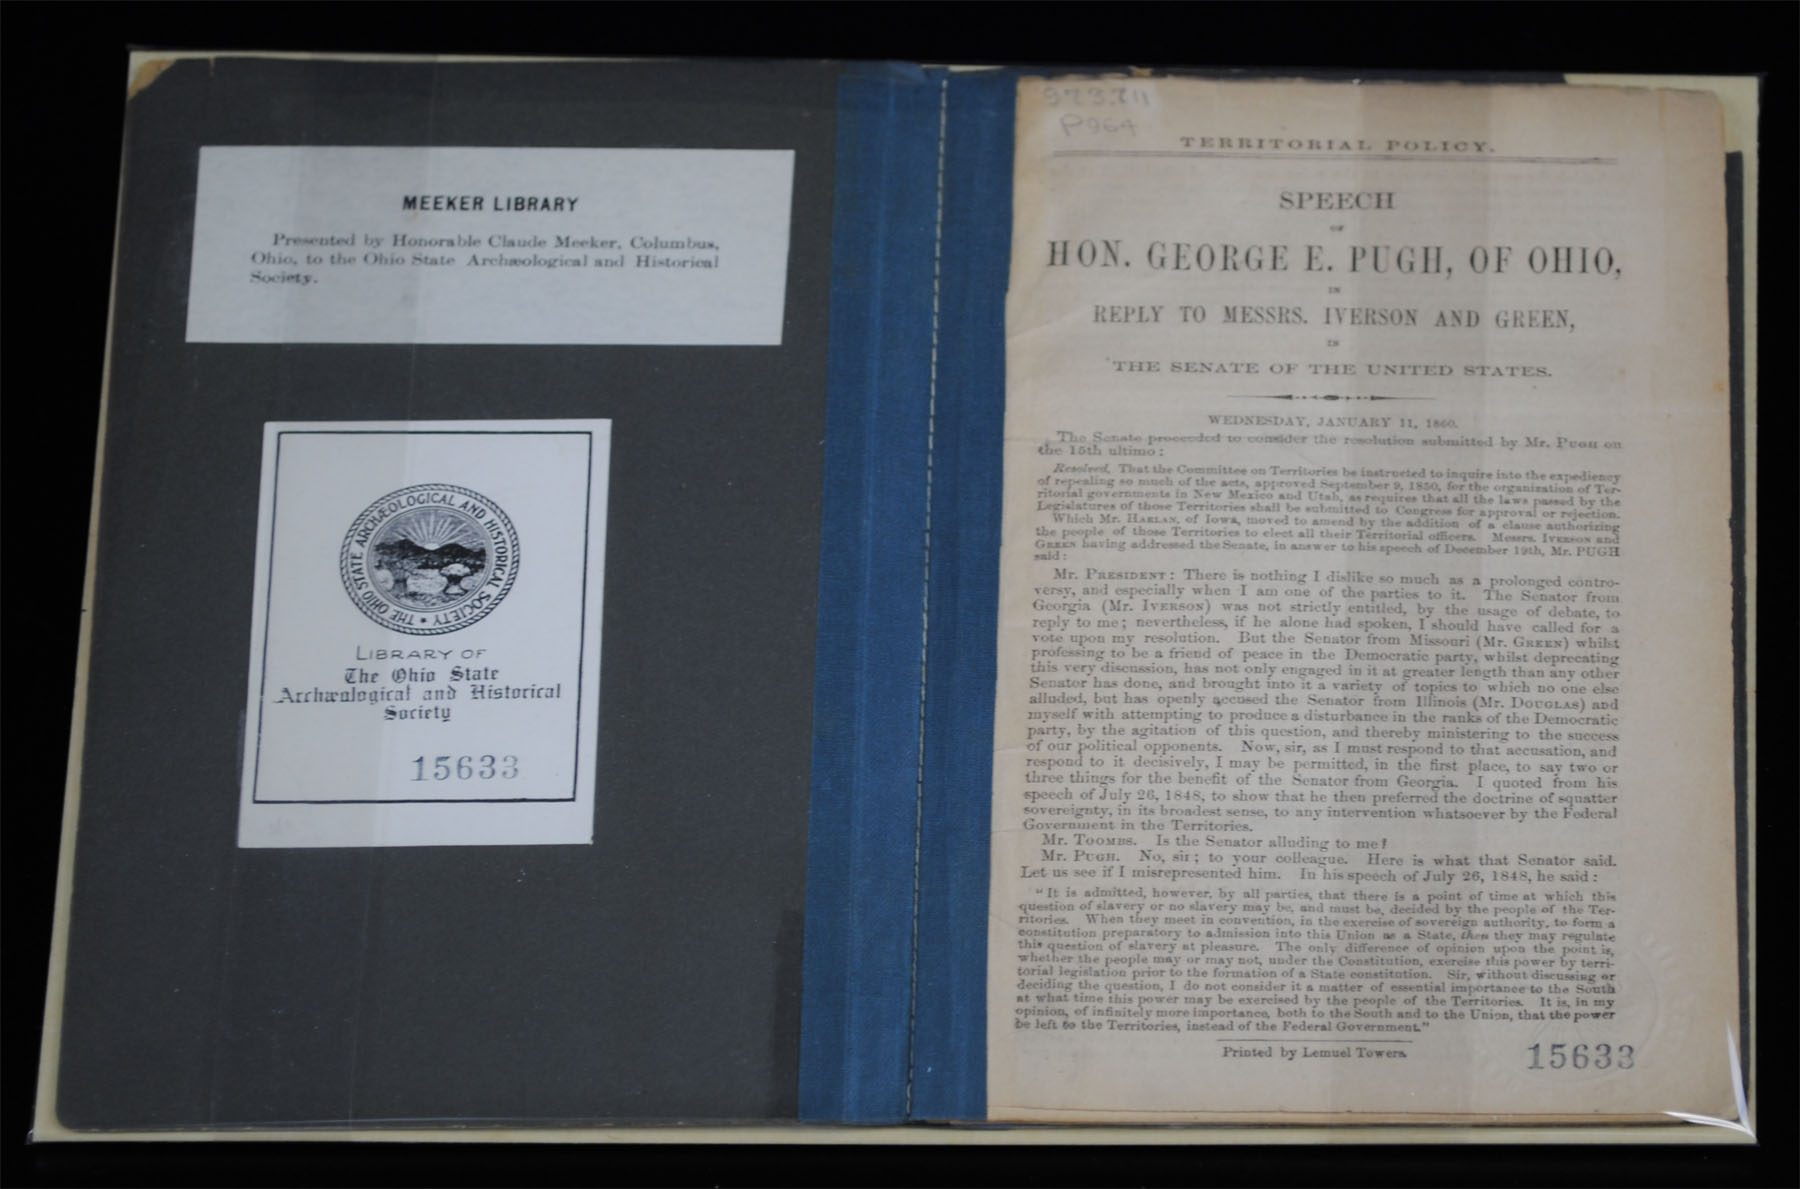 MEEKER LIBRARY
Presented by Honorable Claude Meeker, Columbus,
Ohio, to the Ohio State Archæological and Historical
Society.
THE OHIO STATE ARCHÆOLOGICAL AND HISTORICAL SOCIETY ★
LIBRARY OF
The Ohio State
Archæological and Historical
Society
15633
973.711
P964
TERRITORIAL POLICY.
SPEECH
OF
HON. GEORGE E. PUGH, OF OHIO,
IN
REPLY TO MESSRS. IVERSON AND GREEN,
IN
THE SENATE OF THE UNITED STATES.
WEDNESDAY, JANUARY 11, 1860.
The Senate proceeded to consider the resolution submitted by Mr. PUGH on
the 15th ultimo:
Resolved, That the Committee on Territories be instructed to inquire into the expediency
of repealing so much of the acts, approved September 9, 1850, for the organization of Ter-
ritorial governments in New Mexico and Utah, as requires that all the laws passed by the
Legislatures of those Territories shall be submitted to Congress for approval or rejection.
Which Mr. HARLAN, of Iowa, moved to amend by the addition of a clause authorizing
the people of those Territories to elect all their Territorial officers. Messrs. IVERSON and
GREEN having addressed the Senate, in answer to his speech of December 19th, Mr. PUGH
said:
Mr. PRESIDENT: There is nothing I dislike so much as a prolonged contro-
versy, and especially when I am one of the parties to it. The Senator from
Georgia (Mr. IVERSON) was not strictly entitled, by the usage of debate, to
reply to me; nevertheless, if he alone had spoken, I should have called for a
vote upon my resolution. But the Senator from Missouri (Mr. GREEN) whilst
professing to be a friend of peace in the Democratic party, whilst deprecating
this very discussion, has not only engaged in it at greater length than any other
Senator has done, and brought into it a variety of topics to which no one else
alluded, but has openly accused the Senator from Illinois (Mr. DOUGLAS) and
myself with attempting to produce a disturbance in the ranks of the Democratic
party, by the agitation of this question, and thereby ministering to the success
of our political opponents. Now, sir, as I must respond to that accusation, and
respond to it decisively, I may be permitted, in the first place, to say two or
three things for the benefit of the Senator from Georgia. I quoted from his
speech of July 26, 1848, to show that he then preferred the doctrine of squatter
sovereignty, in its broadest sense, to any intervention whatsoever by the Federal
Government in the Territories.
Mr. TOOMBS. Is the Senator alluding to me?
Mr. PUGH. No, sir; to your colleague. Here is what that Senator said.
Let us see if I misrepresented him. In his speech of July 26, 1848, he said:
"It is admitted, however, by all parties, that there is a point of time at which this
question of slavery or no slavery may be, and must be, decided by the people of the Ter-
ritories. When they meet in convention, in the exercise of sovereign authority, to form a
constitution preparatory to admission into this Union as a State, then they may regulate
this question of slavery at pleasure. The only difference of opinion upon the point is,
whether the people may or may not, under the Constitution, exercise this power by terri-
torial legislation prior to the formation of a State constitution. Sir, without discussing or
deciding the question, I do not consider it a matter of essential importance to the South
at what time this power may be exercised by the people of the Territories. It is, in my
opinion, of infinitely more importance, both to the South and to the Union, that the power
be left to the Territories, instead of the Federal Government."
Printed by Lemuel Towers.
15633